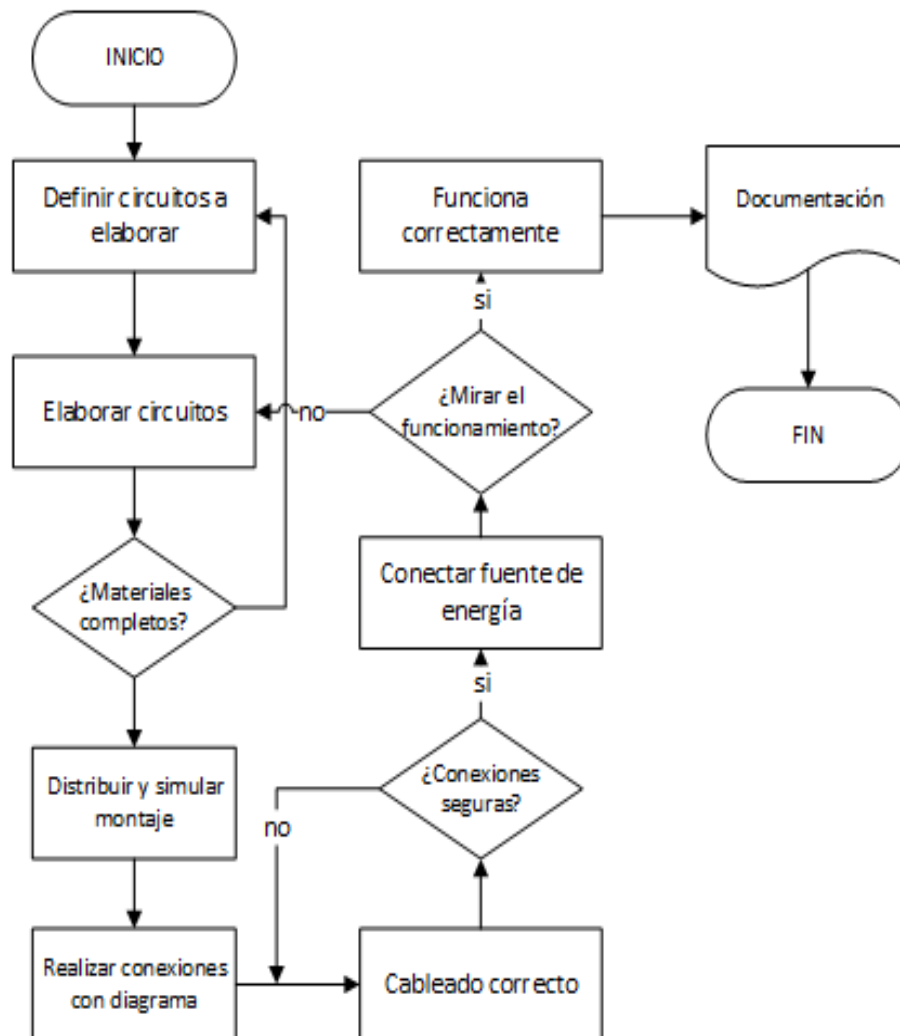 INICIO
Definir circuitos a
elaborar
Elaborar circuitos
¿Materiales
completos?
Distribuir y simular
montaje
Realizar conexiones
con diagrama
Cableado correcto
¿Conexiones
seguras?
no
si
Conectar fuente de
energía
¿Mirar el
funcionamiento?
no
si
Funciona
correctamente
Documentación
FIN